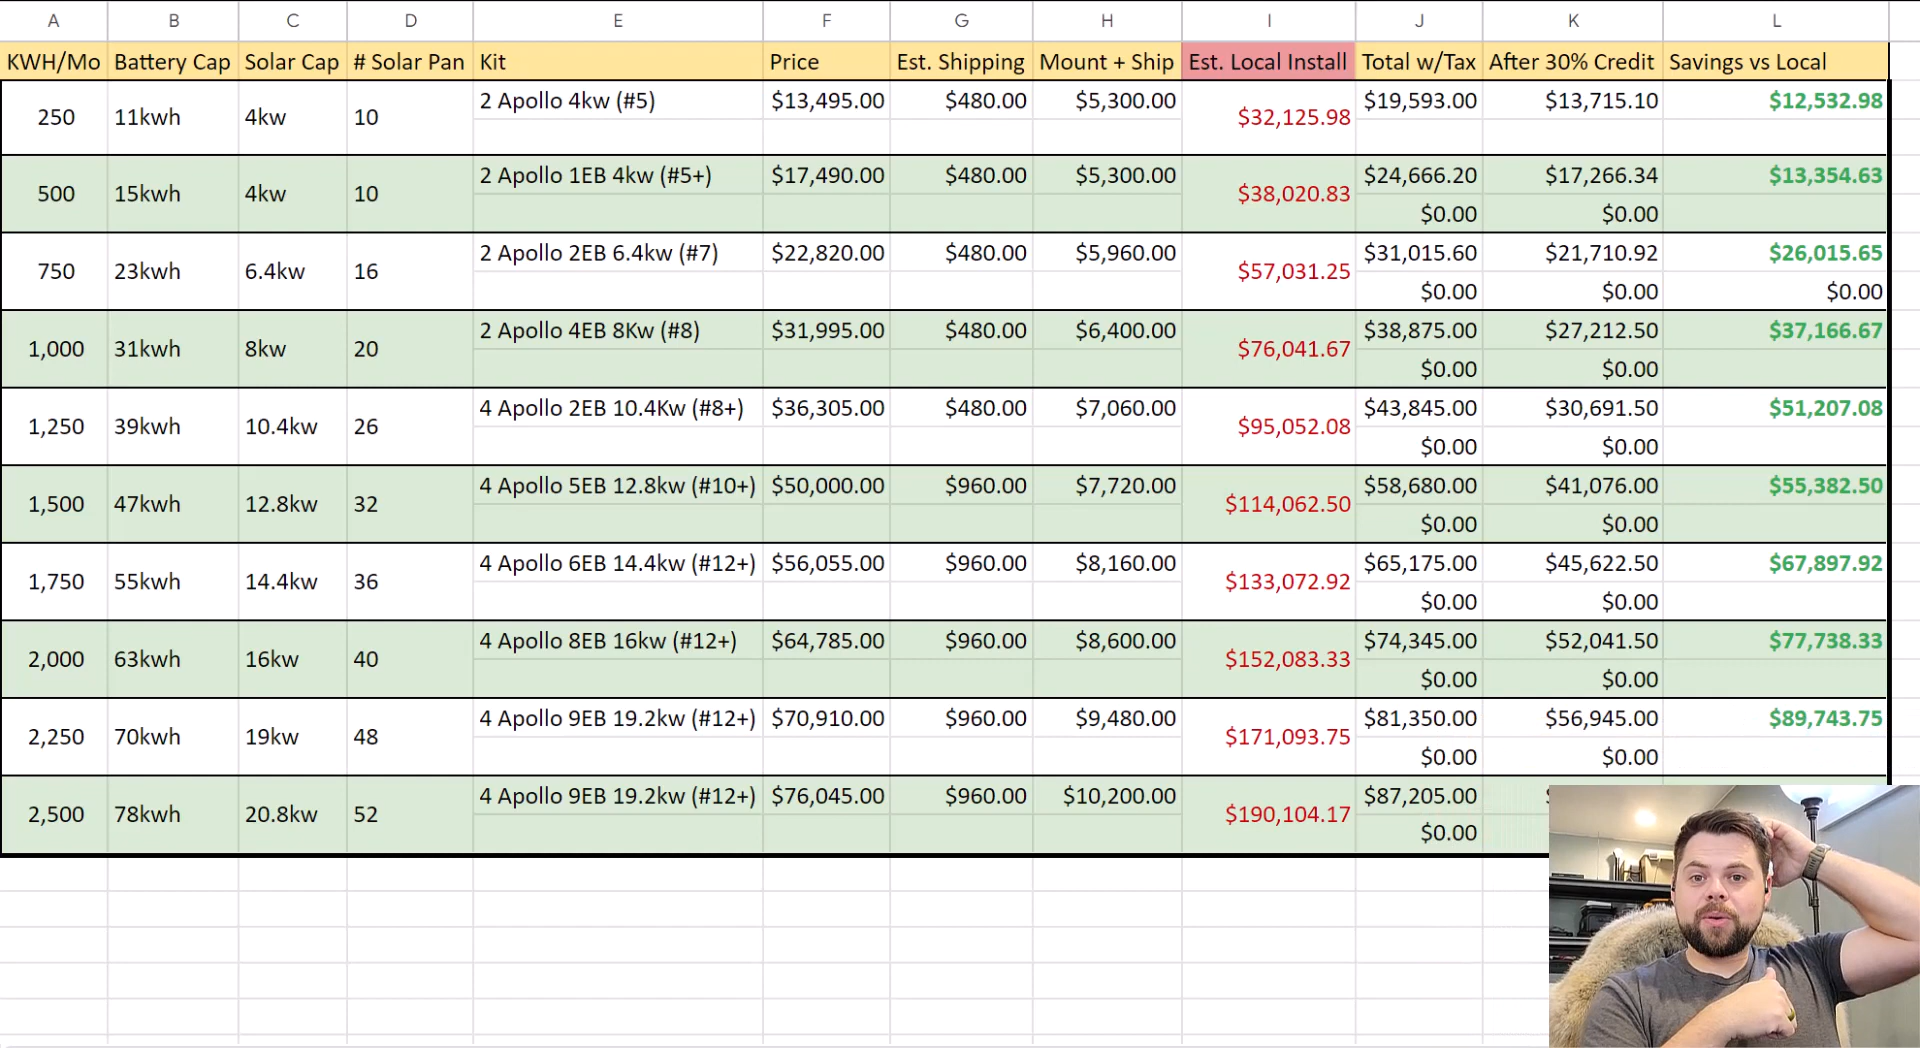 A B C D E F G H I J K L
KWH/Mo Battery Cap Solar Cap # Solar Pan Kit Price Est. Shipping Mount + Ship Est. Local Install Total w/Tax After 30% Credit Savings vs Local
250 11kwh 4kw 10 2 Apollo 4kw (#5) $13,495.00 $480.00 $5,300.00 $32,125.98 $19,593.00 $13,715.10 $12,532.98
500 15kwh 4kw 10 2 Apollo 1EB 4kw (#5+) $17,490.00 $480.00 $5,300.00 $38,020.83 $24,666.20 $17,266.34 $13,354.63
$0.00 $0.00
750 23kwh 6.4kw 16 2 Apollo 2EB 6.4kw (#7) $22,820.00 $480.00 $5,960.00 $57,031.25 $31,015.60 $21,710.92 $26,015.65
$0.00 $0.00 $0.00
1,000 31kwh 8kw 20 2 Apollo 4EB 8Kw (#8) $31,995.00 $480.00 $6,400.00 $76,041.67 $38,875.00 $27,212.50 $37,166.67
$0.00 $0.00
1,250 39kwh 10.4kw 26 4 Apollo 2EB 10.4Kw (#8+) $36,305.00 $480.00 $7,060.00 $95,052.08 $43,845.00 $30,691.50 $51,207.08
$0.00 $0.00
1,500 47kwh 12.8kw 32 4 Apollo 5EB 12.8kw (#10+) $50,000.00 $960.00 $7,720.00 $114,062.50 $58,680.00 $41,076.00 $55,382.50
$0.00 $0.00
1,750 55kwh 14.4kw 36 4 Apollo 6EB 14.4kw (#12+) $56,055.00 $960.00 $8,160.00 $133,072.92 $65,175.00 $45,622.50 $67,897.92
$0.00 $0.00
2,000 63kwh 16kw 40 4 Apollo 8EB 16kw (#12+) $64,785.00 $960.00 $8,600.00 $152,083.33 $74,345.00 $52,041.50 $77,738.33
$0.00 $0.00
2,250 70kwh 19kw 48 4 Apollo 9EB 19.2kw (#12+) $70,910.00 $960.00 $9,480.00 $171,093.75 $81,350.00 $56,945.00 $89,743.75
$0.00 $0.00
2,500 78kwh 20.8kw 52 4 Apollo 9EB 19.2kw (#12+) $76,045.00 $960.00 $10,200.00 $190,104.17 $87,205.00
$0.00